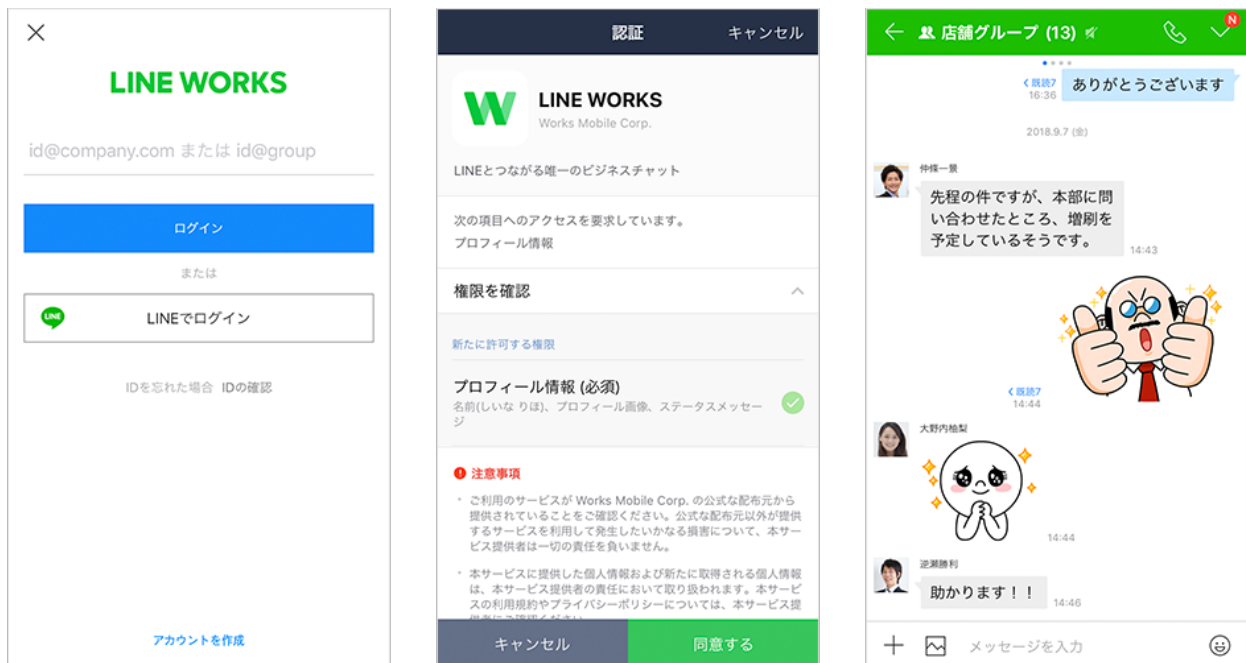 LINE WORKS
id@company.com または id@group
ログイン
または
LINE
LINEでログイン
IDを忘れた場合 IDの確認
アカウントを作成
認証
キャンセル
LINE WORKS
Works Mobile Corp.
LINEとつながる唯一のビジネスチャット
次の項目へのアクセスを要求しています。
プロフィール情報
権限を確認
新たに許可する権限
プロフィール情報 (必須)
名前(しいな りほ)、プロフィール画像、ステータスメッセー
ジ
注意事項
・ ご利用のサービスが Works Mobile Corp. の公式な配布元から
提供されていることをご確認ください。公式な配布元以外が提供
するサービスを利用して発生したいかなる損害について、本サー
ビス提供者は一切の責任を負いません。
・ 本サービスに提供した個人情報および新たに取得される個人情報
は、本サービス提供者の責任において取り扱われます。本サービ
スの利用規約やプライバシーポリシーについては、本サービス提
供者にご確認ください。
キャンセル
同意する
店舗グループ (13)
N
既読7
16:36
ありがとうございます
2018.9.7 (金)
仲條一景
先程の件ですが、本部に問
い合わせたところ、増刷を
予定しているそうです。
14:43
既読7
14:44
大野内柚梨
14:44
逆瀬勝利
助かります！！
14:46
メッセージを入力